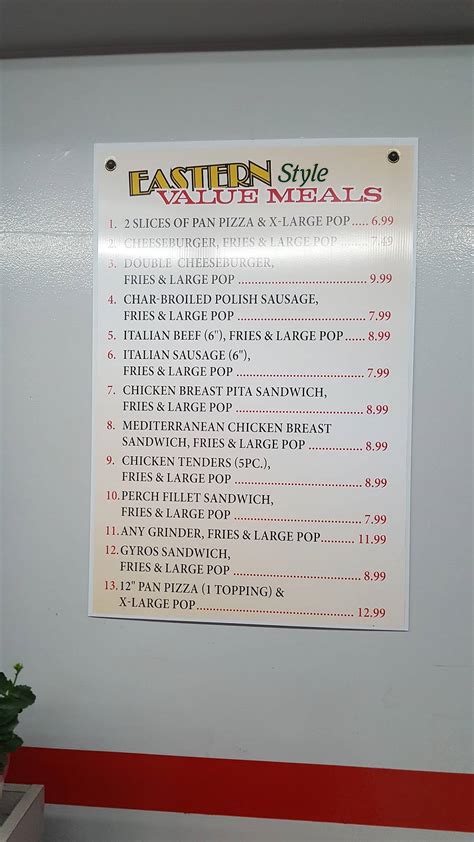 EASTERN Style
VALUE MEALS
1. 2 SLICES OF PAN PIZZA & X-LARGE POP..... 6.99
2. CHEESEBURGER, FRIES & LARGE POP ........ 7.49
3. DOUBLE CHEESEBURGER,
FRIES & LARGE POP .................................. 9.99
4. CHAR-BROILED POLISH SAUSAGE,
FRIES & LARGE POP .................................. 7.99
5. ITALIAN BEEF (6"), FRIES & LARGE POP...... 8.99
6. ITALIAN SAUSAGE (6"),
FRIES & LARGE POP .................................. 7.99
7. CHICKEN BREAST PITA SANDWICH,
FRIES & LARGE POP .................................. 8.99
8. MEDITERRANEAN CHICKEN BREAST
SANDWICH, FRIES & LARGE POP ............... 8.99
9. CHICKEN TENDERS (5PC.),
FRIES & LARGE POP .................................. 8.99
10. PERCH FILLET SANDWICH,
FRIES & LARGE POP .................................. 7.99
11. ANY GRINDER, FRIES & LARGE POP......... 11.99
12. GYROS SANDWICH,
FRIES & LARGE POP .................................. 8.99
13. 12" PAN PIZZA (1 TOPPING) &
X-LARGE POP........................................... 12.99